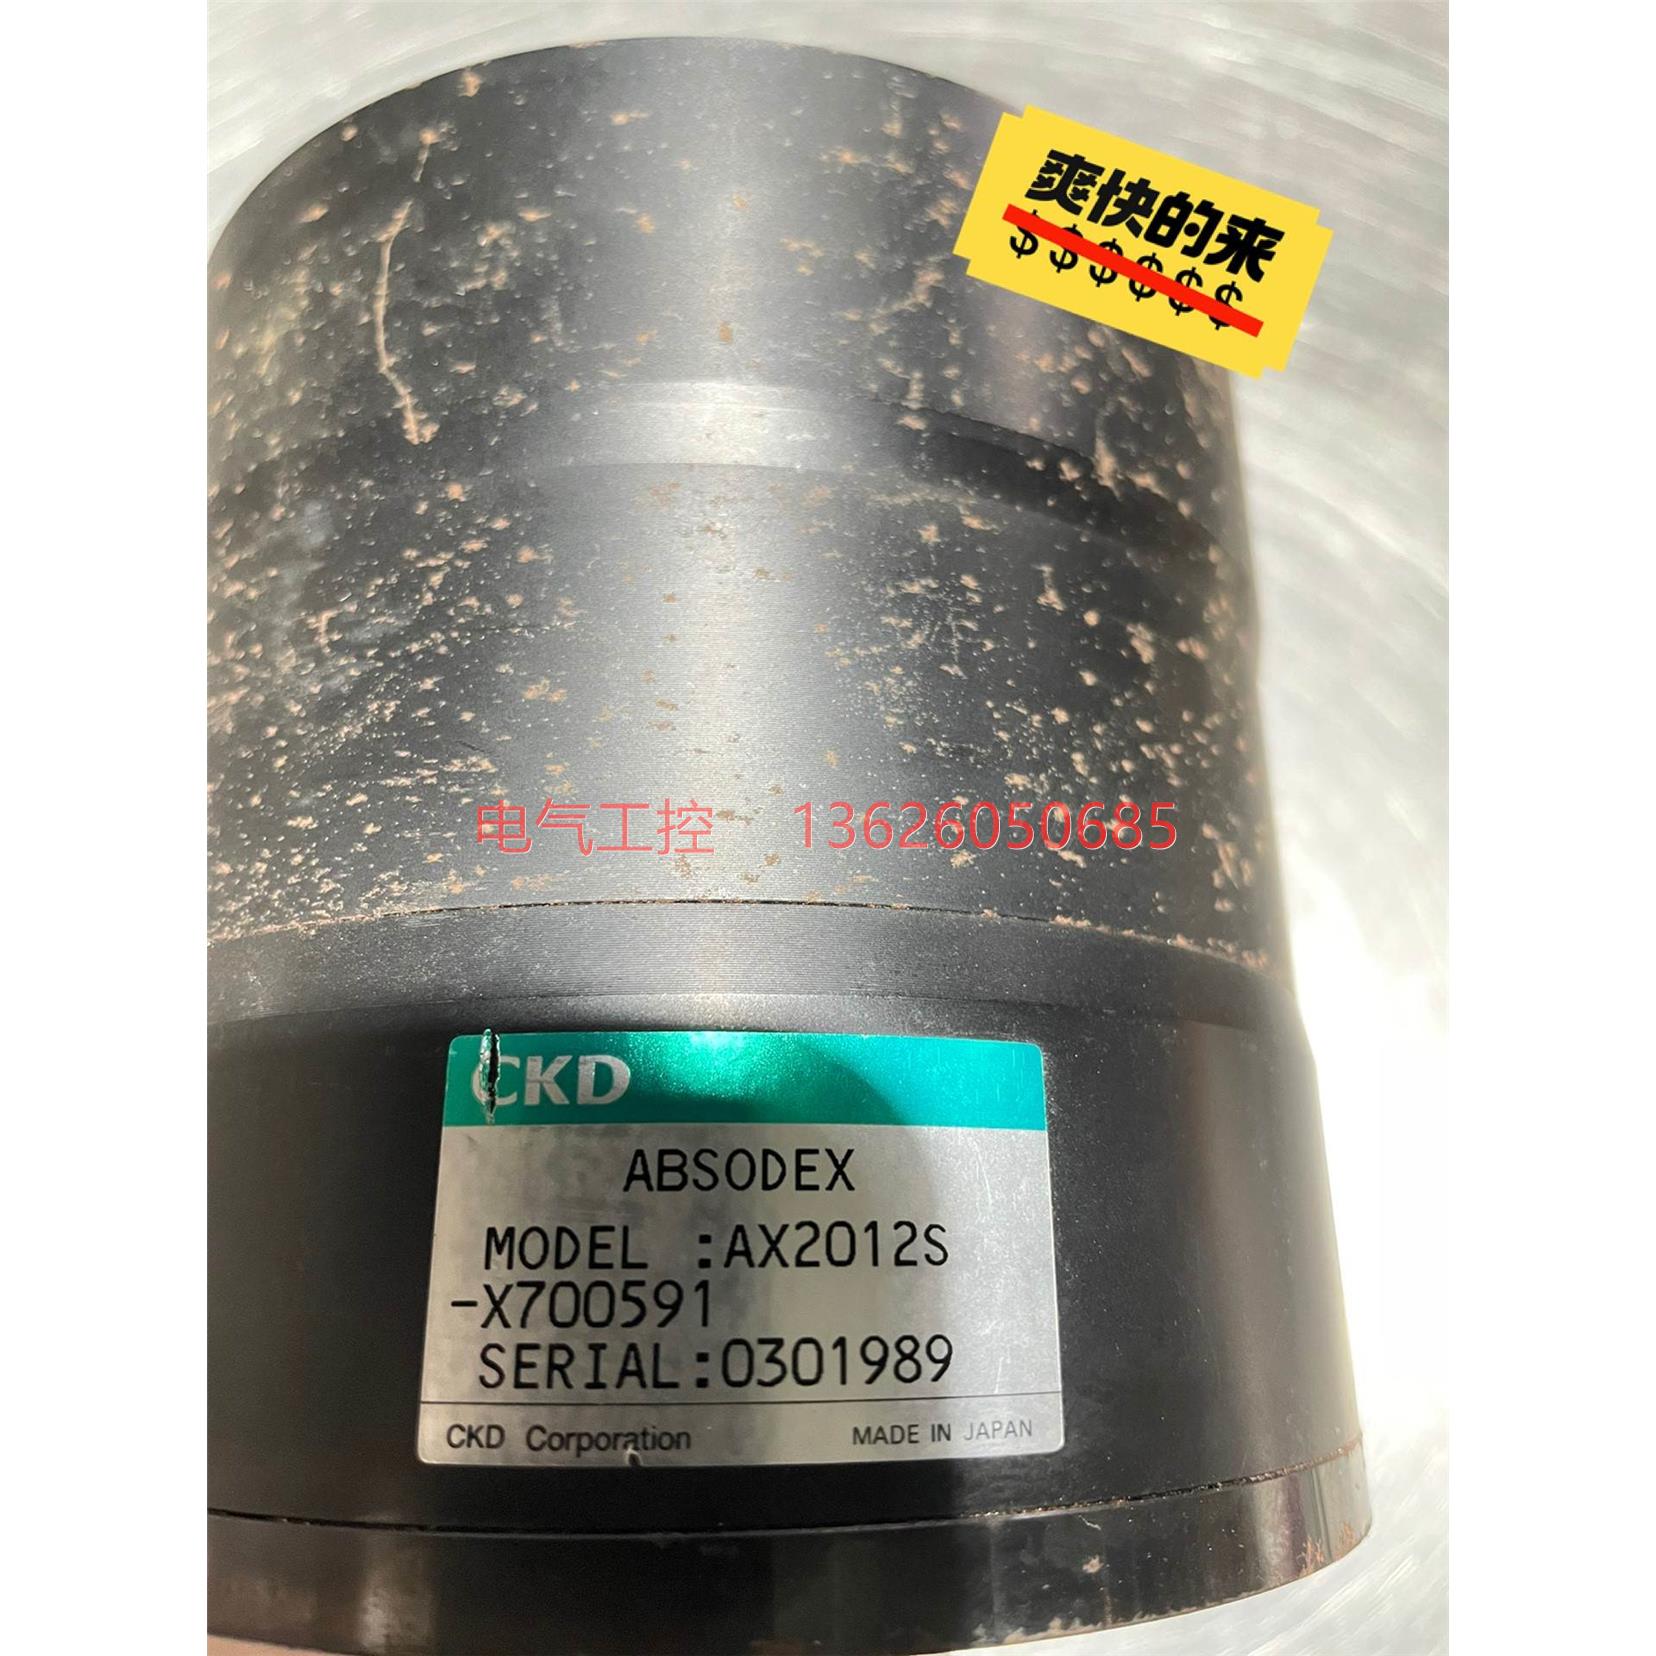 爽快的来
$$$$$$
电气工控 13626050685
CKD
ABSODEX
MODEL :AX2012S
-X700591
SERIAL:0301989
CKD Corporation MADE IN JAPAN